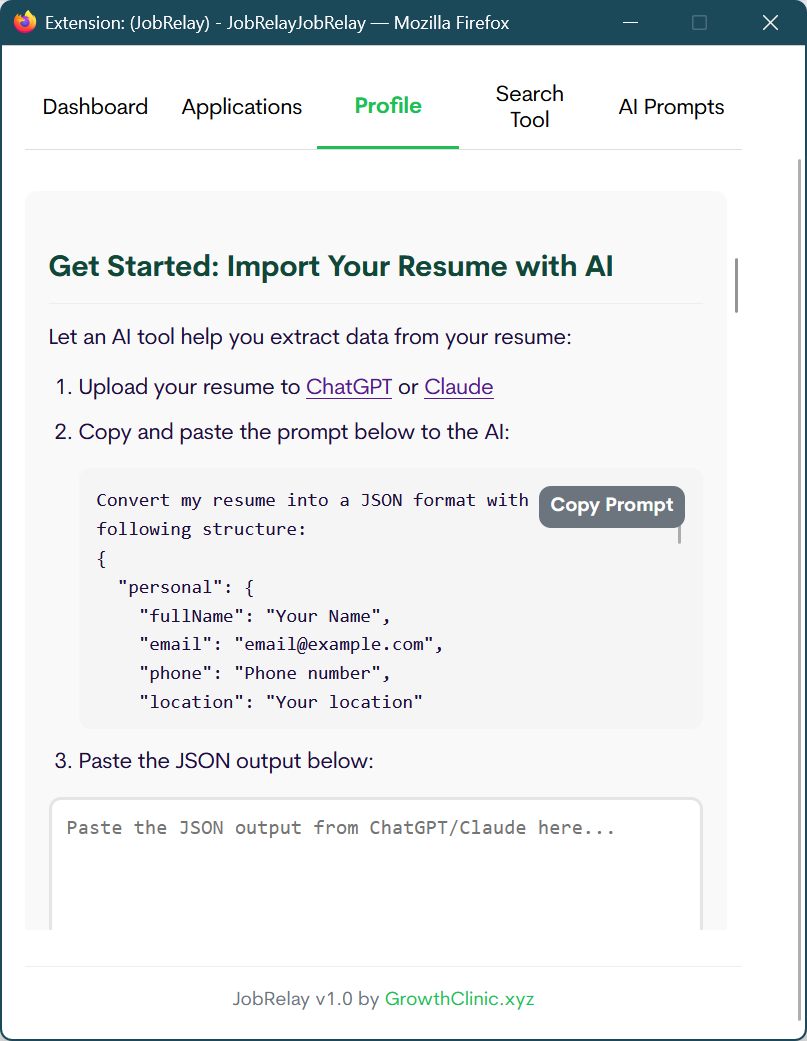 Extension: (JobRelay) - JobRelayJobRelay — Mozilla Firefox
Dashboard
Applications
Profile
Search
Tool
AI Prompts
Get Started: Import Your Resume with AI
Let an AI tool help you extract data from your resume:
1. Upload your resume to ChatGPT or Claude
2. Copy and paste the prompt below to the AI:
Convert my resume into a JSON format with
Copy Prompt
following structure:
{
"personal": {
"fullName": "Your Name",
"email": "email@example.com",
"phone": "Phone number",
"location": "Your location"
3. Paste the JSON output below:
Paste the JSON output from ChatGPT/Claude here...
JobRelay v1.0 by GrowthClinic.xyz